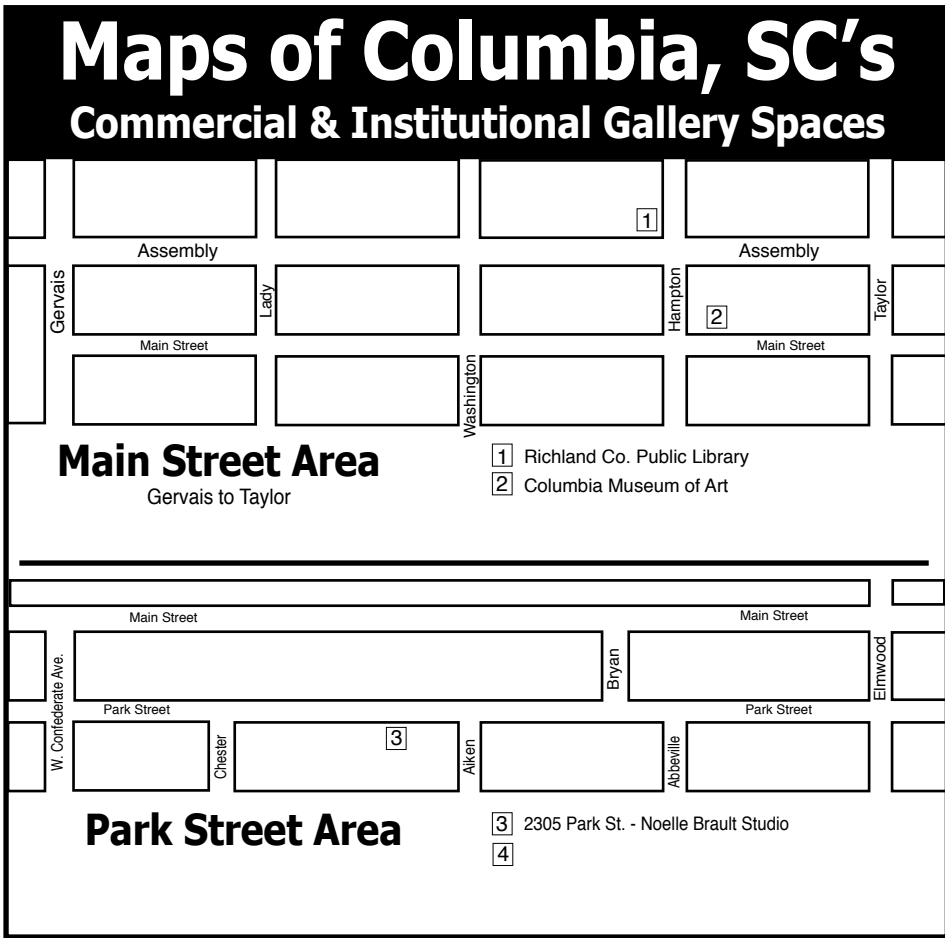 Maps of Columbia, SC’s
Commercial & Institutional Gallery Spaces
1
Assembly
Assembly
Gervais
Lady
Hampton
Taylor
2
Main Street
Main Street
Washington
Main Street Area
Gervais to Taylor
1 Richland Co. Public Library
2 Columbia Museum of Art
Main Street
Main Street
W. Confederate Ave.
Bryan
Elmwood
Park Street
Park Street
Chester
3
Aiken
Abbeville
Park Street Area
3 2305 Park St. - Noelle Brault Studio
4